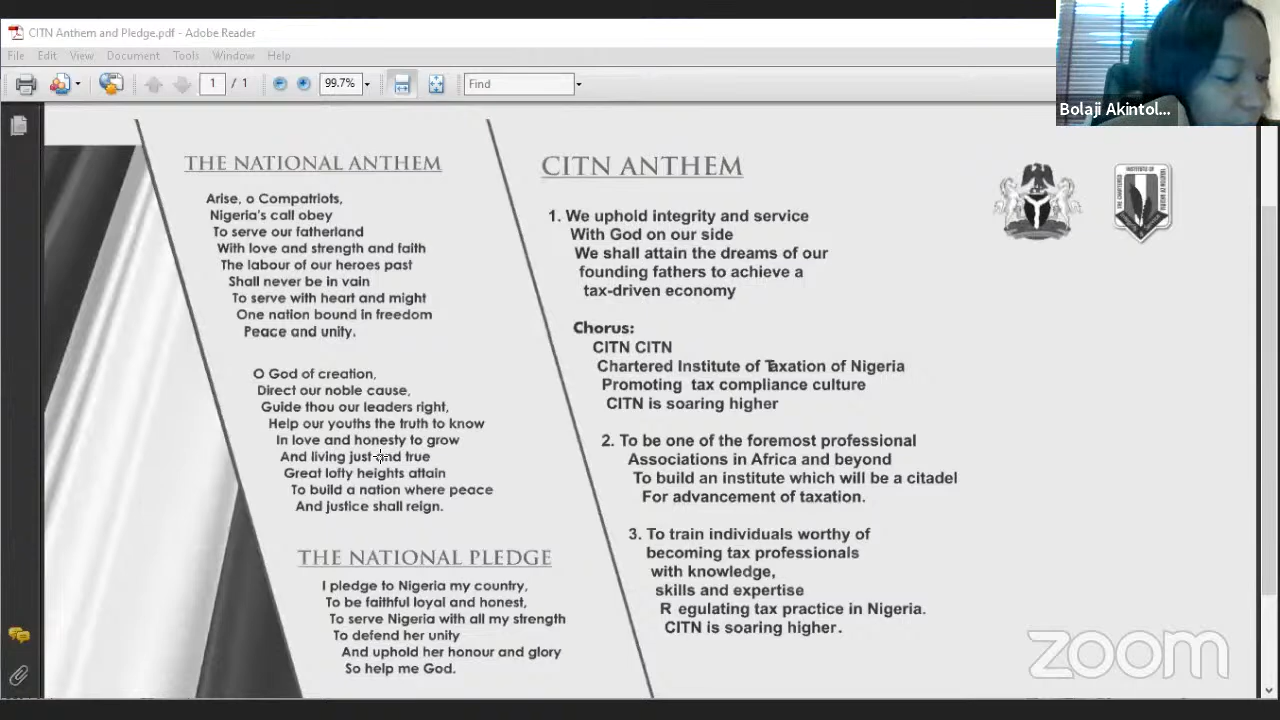 CITN Anthem and Pledge.pdf - Adobe Reader
File Edit View Document Tools Window Help
1 / 1 99.7% Find
Bolaji Akintol...
THE NATIONAL ANTHEM
Arise, o Compatriots,
Nigeria's call obey
To serve our fatherland
With love and strength and faith
The labour of our heroes past
Shall never be in vain
To serve with heart and might
One nation bound in freedom
Peace and unity.
O God of creation,
Direct our noble cause,
Guide thou our leaders right,
Help our youths the truth to know
In love and honesty to grow
And living just and true
Great lofty heights attain
To build a nation where peace
And justice shall reign.
THE NATIONAL PLEDGE
I pledge to Nigeria my country,
To be faithful loyal and honest,
To serve Nigeria with all my strength
To defend her unity
And uphold her honour and glory
So help me God.
CITN ANTHEM
1. We uphold integrity and service
With God on our side
We shall attain the dreams of our
founding fathers to achieve a
tax-driven economy
Chorus:
CITN CITN
Chartered Institute of Taxation of Nigeria
Promoting tax compliance culture
CITN is soaring higher
2. To be one of the foremost professional
Associations in Africa and beyond
To build an institute which will be a citadel
For advancement of taxation.
3. To train individuals worthy of
becoming tax professionals
with knowledge,
skills and expertise
R egulating tax practice in Nigeria.
CITN is soaring higher.
zoom